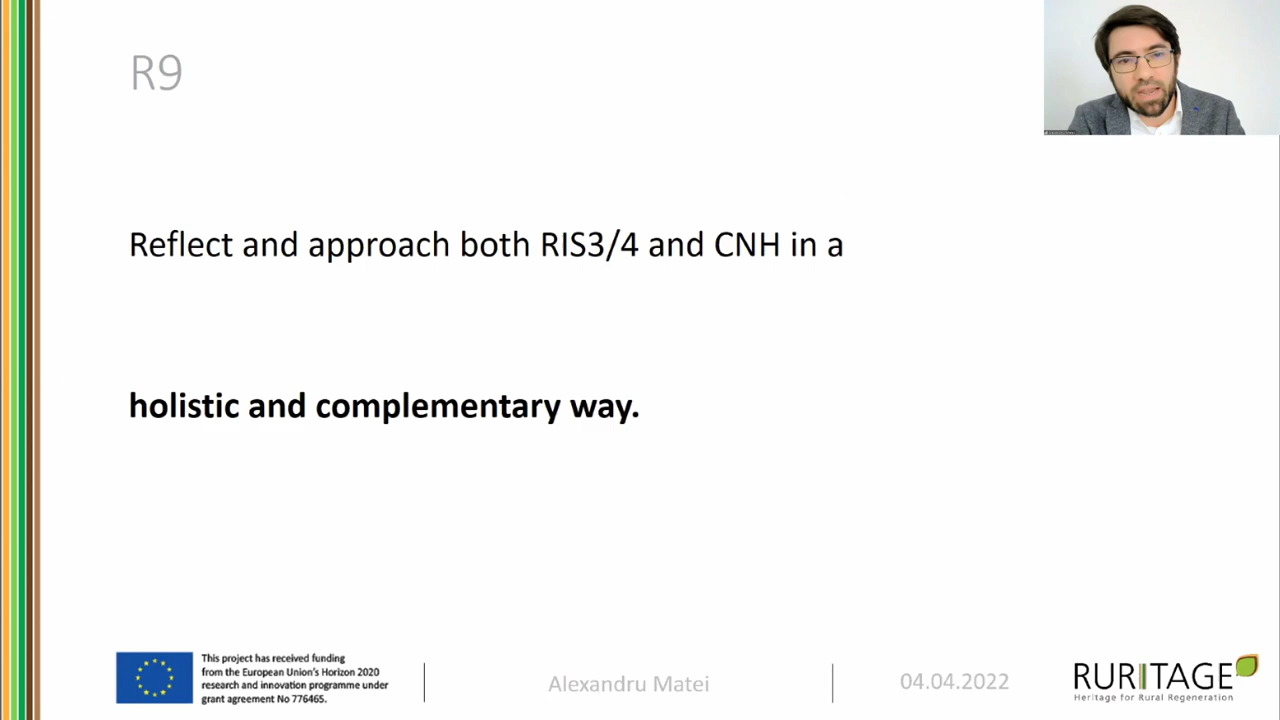 R9
Reflect and approach both RIS3/4 and CNH in a
holistic and complementary way.
This project has received funding
from the European Union's Horizon 2020
research and innovation programme under
grant agreement No 776465.
Alexandru Matei
04.04.2022
RURITAGE
Heritage for Rural Regeneration